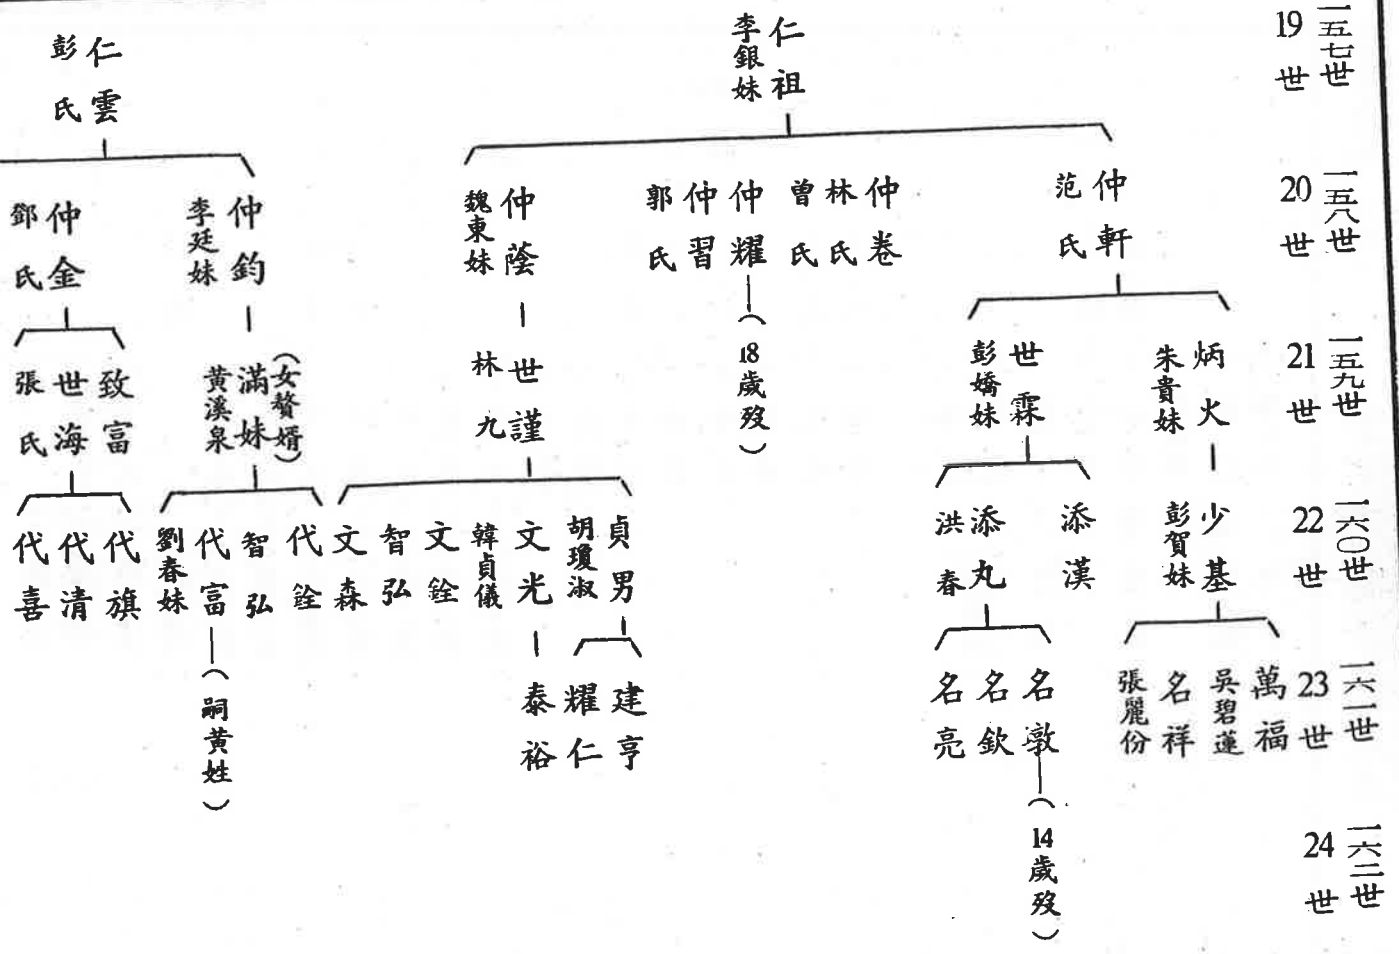 一五七世
19世
仁祖
李銀妹
仁雲
彭氏
一五八世
20世
仲軒
范氏
仲卷
林氏
曾氏
仲耀
(18歲歿)
仲習
郭氏
仲蔭
魏東妹
仲鈞
李廷妹
仲金
鄧氏
一五九世
21世
炳火
朱貴妹
世霖
彭嬌妹
世謹
林九
(女贅婿)
滿妹
黃溪泉
致富
世海
張氏
一六〇世
22世
少基
彭賀妹
添漢
添丸
洪春
貞男
胡瓊淑
文光
韓貞儀
文銓
智弘
文森
代銓
智弘
代富
(嗣黃姓)
劉春妹
代旗
代清
代喜
一六一世
23世
萬福
吳碧蓮
名祥
張麗份
名墩
(14歲歿)
名欽
名亮
建亨
耀仁
泰裕
一六二世
24世